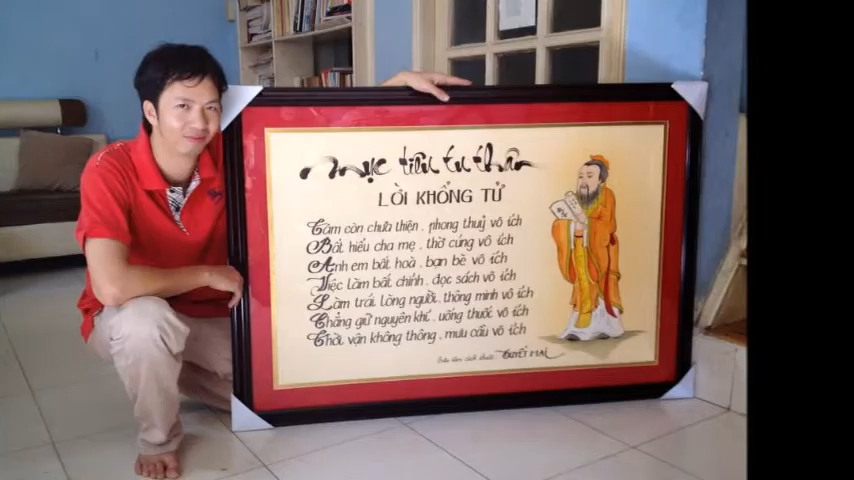 Mục tiêu tu thân
LỜI KHỔNG TỬ
Tâm còn chưa thiện, phong thuỷ vô ích
Bất hiếu cha mẹ, thờ cúng vô ích
Anh em bất hoà, bạn bè vô ích
Việc làm bất chính, đọc sách vô ích
Làm trái lòng người, thông minh vô ích
Chẳng giữ nguyên khí, uống thuốc vô ích
Thời vận không thông, mưu cầu vô ích